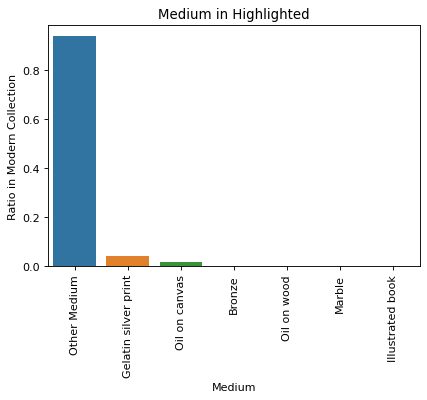 Medium in Highlighted
Ratio in Modern Collection
0.8
0.6
0.4
0.2
0.0
Other Medium
Gelatin silver print
Oil on canvas
Bronze
Oil on wood
Marble
Illustrated book
Medium